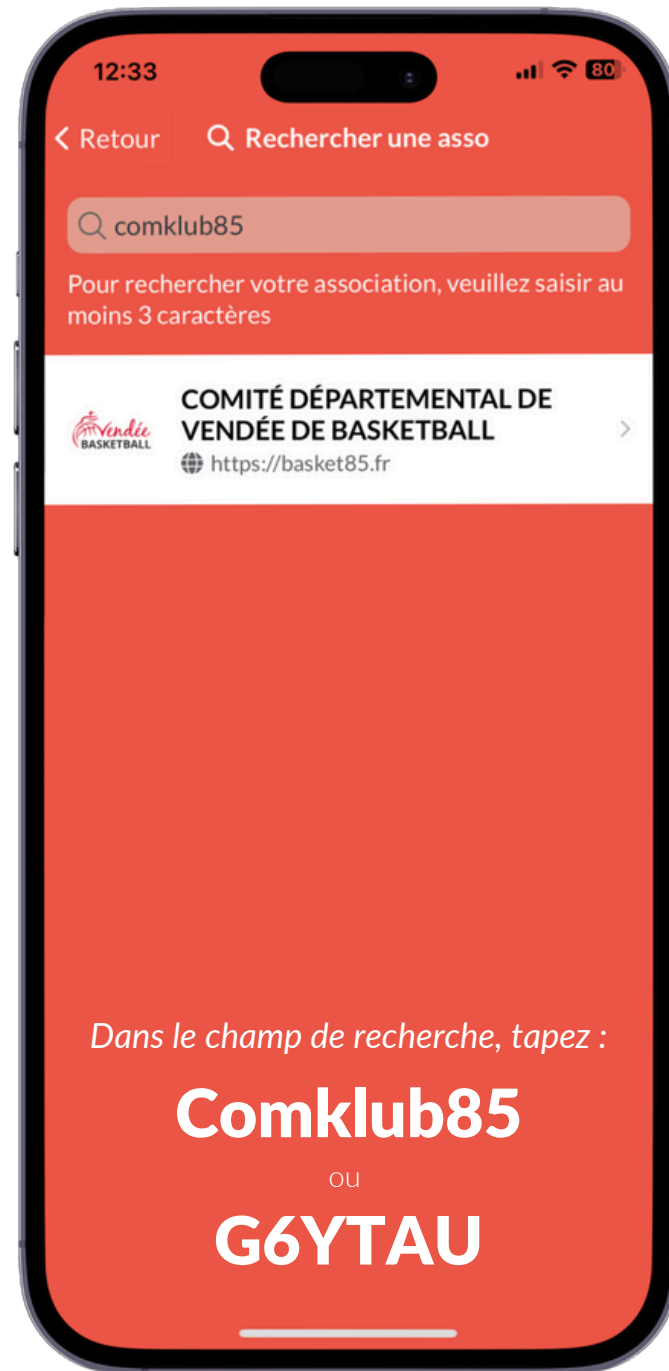 12:33
80
Retour
Rechercher une asso
comklub85
Pour rechercher votre association, veuillez saisir au
moins 3 caractères
Vendée
BASKETBALL
COMITÉ DÉPARTEMENTAL DE
VENDÉE DE BASKETBALL
https://basket85.fr
Dans le champ de recherche, tapez :
Comklub85
ou
G6YTAU